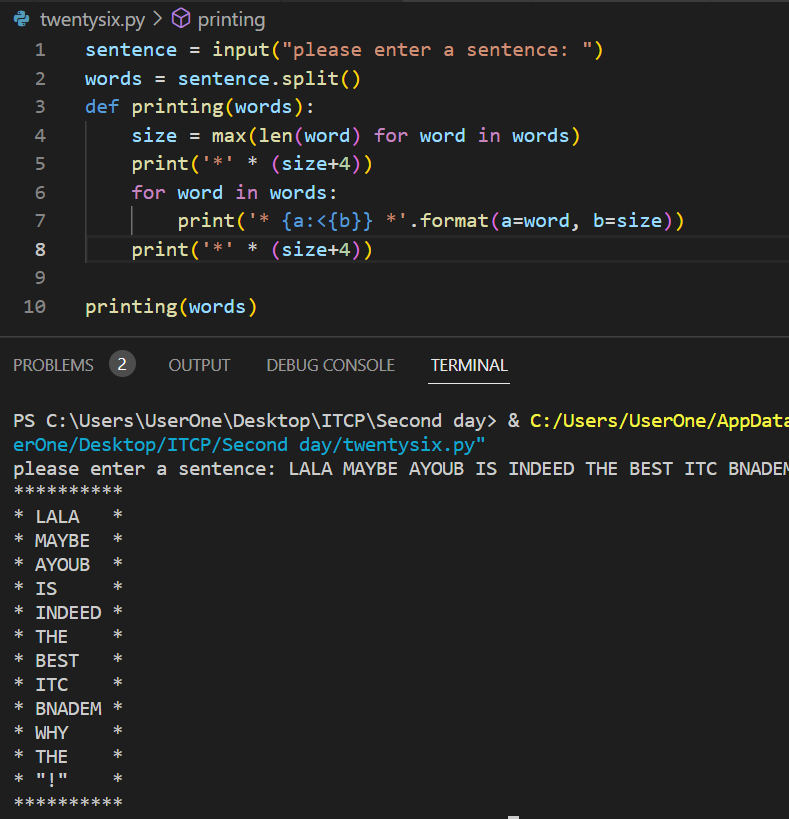 twentysix.py > printing
1 sentence = input("please enter a sentence: ")
2 words = sentence.split()
3 def printing(words):
4     size = max(len(word) for word in words)
5     print('*' * (size+4))
6     for word in words:
7         print('* {a:<{b}} *'.format(a=word, b=size))
8     print('*' * (size+4))
9
10 printing(words)
PROBLEMS 2 OUTPUT DEBUG CONSOLE TERMINAL
PS C:\Users\UserOne\Desktop\ITCP\Second day> & C:/Users/UserOne/AppData
erOne/Desktop/ITCP/Second day/twentysix.py"
please enter a sentence: LALA MAYBE AYOUB IS INDEED THE BEST ITC BNADEM
**********
* LALA   *
* MAYBE  *
* AYOUB  *
* IS     *
* INDEED *
* THE    *
* BEST   *
* ITC    *
* BNADEM *
* WHY    *
* THE    *
* "!"    *
**********